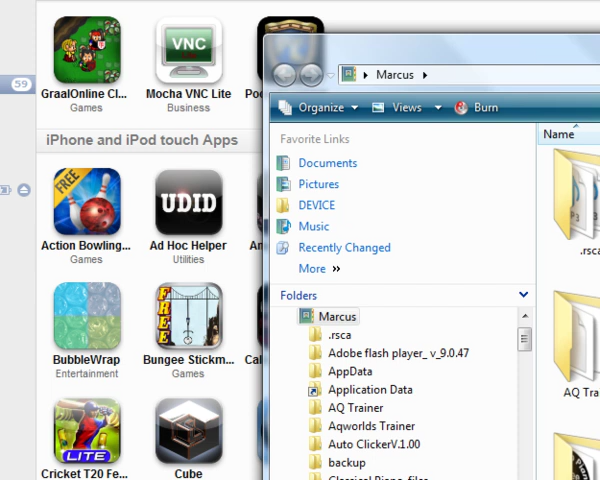 59
VNC
GraalOnline Cl...
Mocha VNC Lite
Games
Business
iPhone and iPod touch Apps
FREE
UDID
Action Bowling...
Ad Hoc Helper
Games
Utilities
FREE
BubbleWrap
Bungee Stickm...
Entertainment
Games
LITE
Cricket T20 Fe...
Cube
Marcus
Organize
Views
Burn
Favorite Links
Documents
Pictures
DEVICE
Music
Recently Changed
More
Folders
Marcus
.rsca
Adobe flash player_ v_9.0.47
AppData
Application Data
AQ Trainer
Aqworlds Trainer
Auto ClickerV.1.00
backup
Name
.rsca